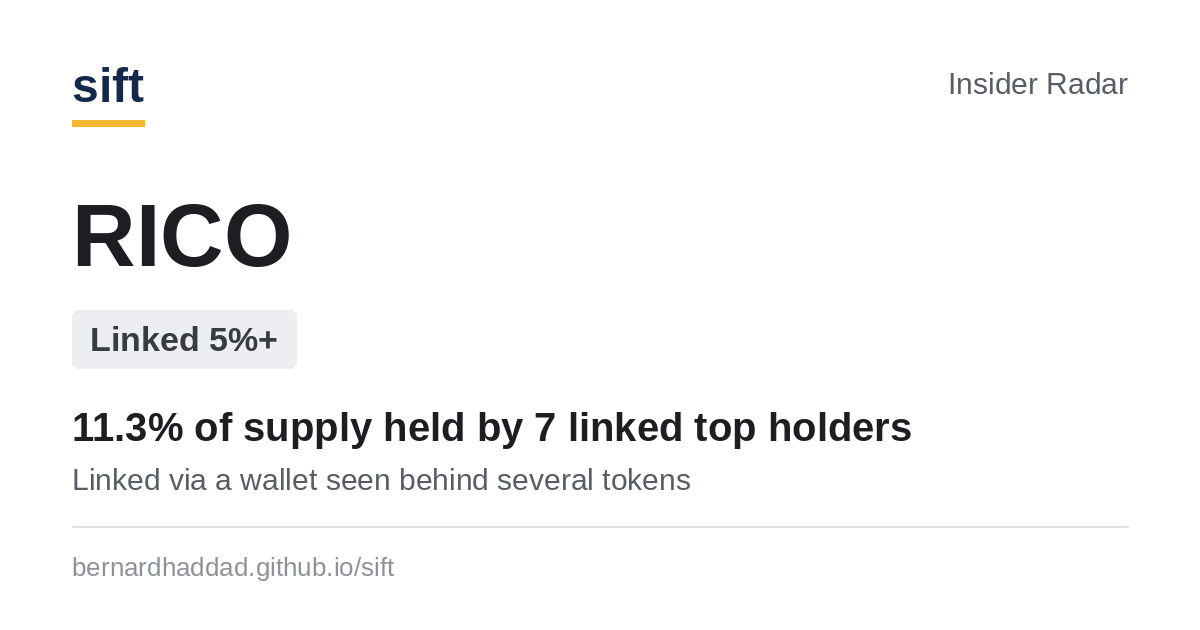 sift
Insider Radar
RICO
Linked 5%+
11.3% of supply held by 7 linked top holders
Linked via a wallet seen behind several tokens
bernardhaddad.github.io/sift